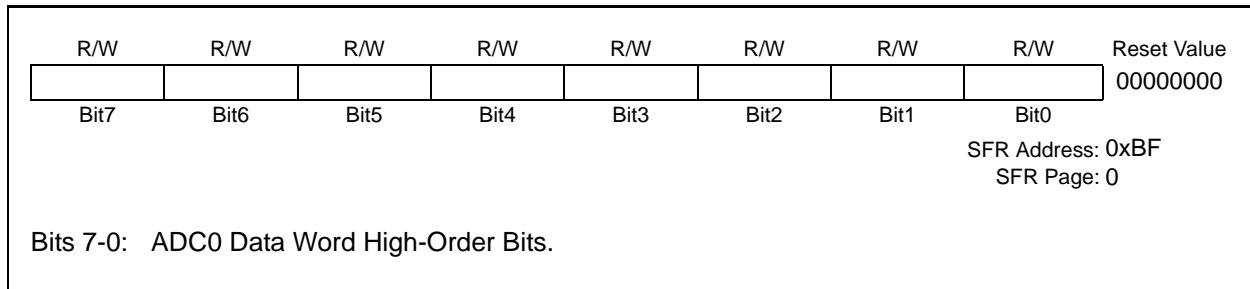 R/W R/W R/W R/W R/W R/W R/W R/W Reset Value
00000000
Bit7 Bit6 Bit5 Bit4 Bit3 Bit2 Bit1 Bit0
SFR Address: 0xBF
SFR Page: 0
Bits 7-0: ADC0 Data Word High-Order Bits.